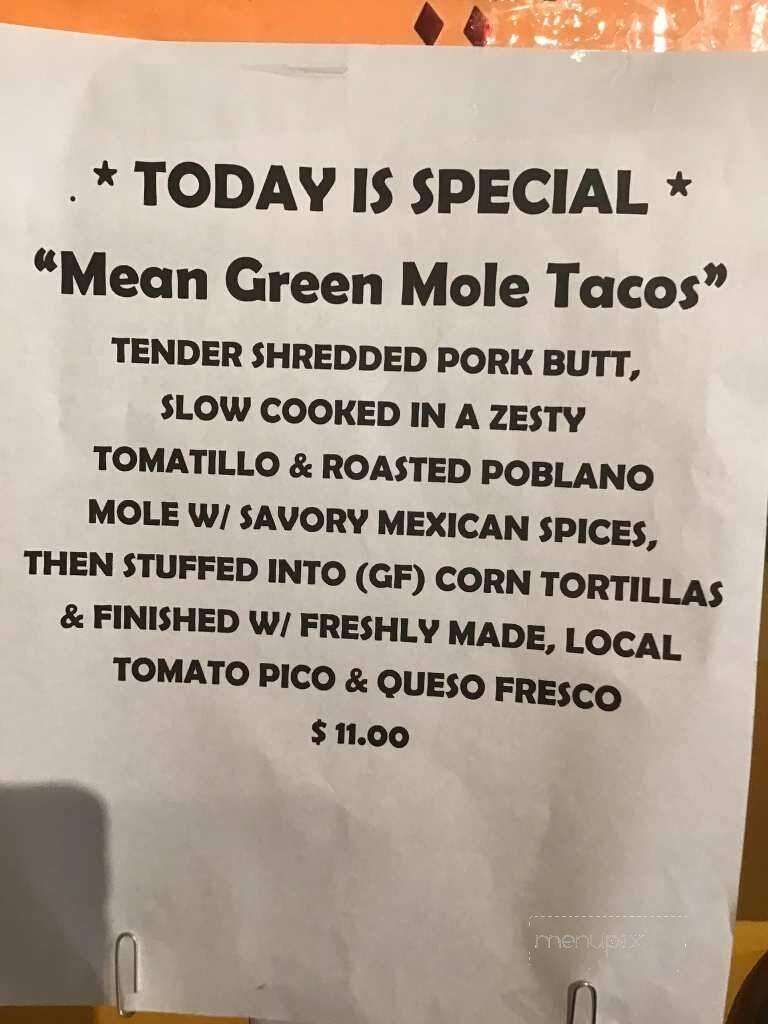 . * TODAY IS SPECIAL *
“Mean Green Mole Tacos”
TENDER SHREDDED PORK BUTT,
SLOW COOKED IN A ZESTY
TOMATILLO & ROASTED POBLANO
MOLE W/ SAVORY MEXICAN SPICES,
THEN STUFFED INTO (GF) CORN TORTILLAS
& FINISHED W/ FRESHLY MADE, LOCAL
TOMATO PICO & QUESO FRESCO
$ 11.00
menupix